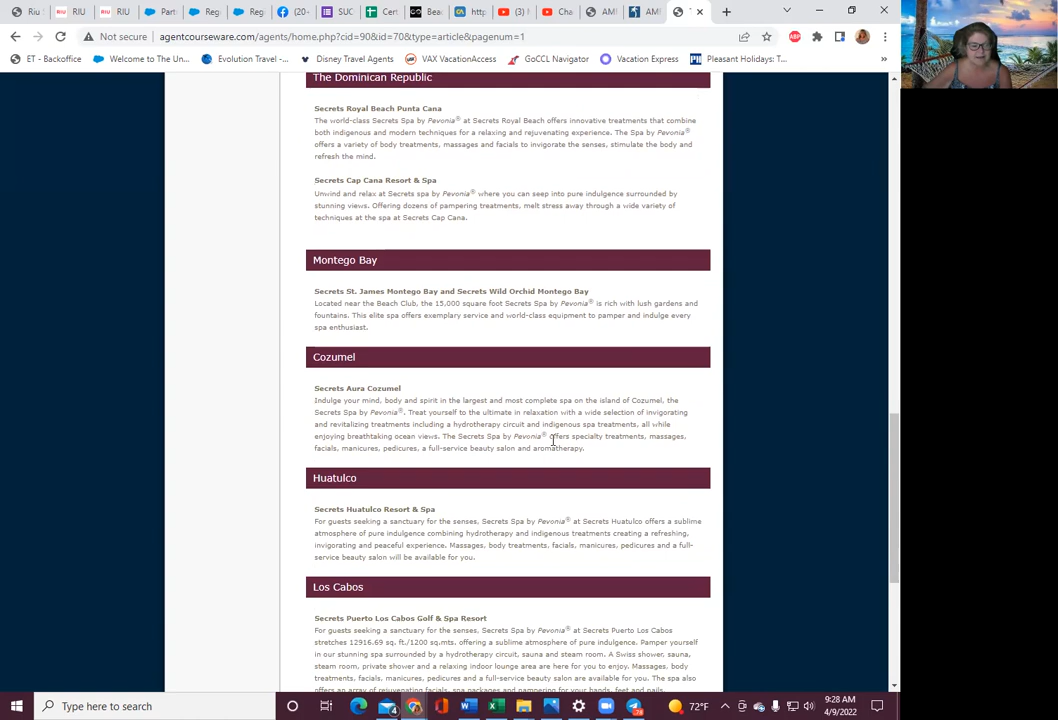 Riu
RIU
RIU
Part
Reg
Reg
(20+
SUC
Cert
Bea
http
(3) I
Cha
AM
AM
Not secure
agentcourseware.com/agents/home.php?cid=90&id=70&type=article&pagenum=1
ABP
ET - Backoffice
Welcome to The Un...
Evolution Travel -...
Disney Travel Agents
VAX VacationAccess
GoCCL Navigator
Vacation Express
Pleasant Holidays: T...
»
The Dominican Republic
Secrets Royal Beach Punta Cana
The world-class Secrets Spa by Pevonia® at Secrets Royal Beach offers innovative treatments that combine
both indigenous and modern techniques for a relaxing and rejuvenating experience. The Spa by Pevonia®
offers a variety of body treatments, massages and facials to invigorate the senses, stimulate the body and
refresh the mind.
Secrets Cap Cana Resort & Spa
Unwind and relax at Secrets spa by Pevonia® where you can seep into pure indulgence surrounded by
stunning views. Offering dozens of pampering treatments, melt stress away through a wide variety of
techniques at the spa at Secrets Cap Cana.
Montego Bay
Secrets St. James Montego Bay and Secrets Wild Orchid Montego Bay
Located near the Beach Club, the 15,000 square foot Secrets Spa by Pevonia® is rich with lush gardens and
fountains. This elite spa offers exemplary service and world-class equipment to pamper and indulge every
spa enthusiast.
Cozumel
Secrets Aura Cozumel
Indulge your mind, body and spirit in the largest and most complete spa on the island of Cozumel, the
Secrets Spa by Pevonia®. Treat yourself to the ultimate in relaxation with a wide selection of invigorating
and revitalizing treatments including a hydrotherapy circuit and indigenous spa treatments, all while
enjoying breathtaking ocean views. The Secrets Spa by Pevonia® offers specialty treatments, massages,
facials, manicures, pedicures, a full-service beauty salon and aromatherapy.
Huatulco
Secrets Huatulco Resort & Spa
For guests seeking a sanctuary for the senses, Secrets Spa by Pevonia® at Secrets Huatulco offers a sublime
atmosphere of pure indulgence combining hydrotherapy and indigenous treatments creating a refreshing,
invigorating and peaceful experience. Massages, body treatments, facials, manicures, pedicures and a full-
service beauty salon will be available for you.
Los Cabos
Secrets Puerto Los Cabos Golf & Spa Resort
For guests seeking a sanctuary for the senses, Secrets Spa by Pevonia® at Secrets Puerto Los Cabos
stretches 12916.69 sq. ft./1200 sq.mts. offering a sublime atmosphere of pure indulgence. Pamper yourself
in our stunning spa surrounded by a hydrotherapy circuit, sauna and steam room. A Swiss shower, sauna,
steam room, private shower and a relaxing indoor lounge area are here for you to enjoy. Massages, body
treatments, facials, manicures, pedicures and a full-service beauty salon are available for you. The spa also
offers an array of rejuvenating facials, spa packages and pampering for your hands, feet and nails.
Type here to search
4
72°F
9:28 AM
4/9/2022